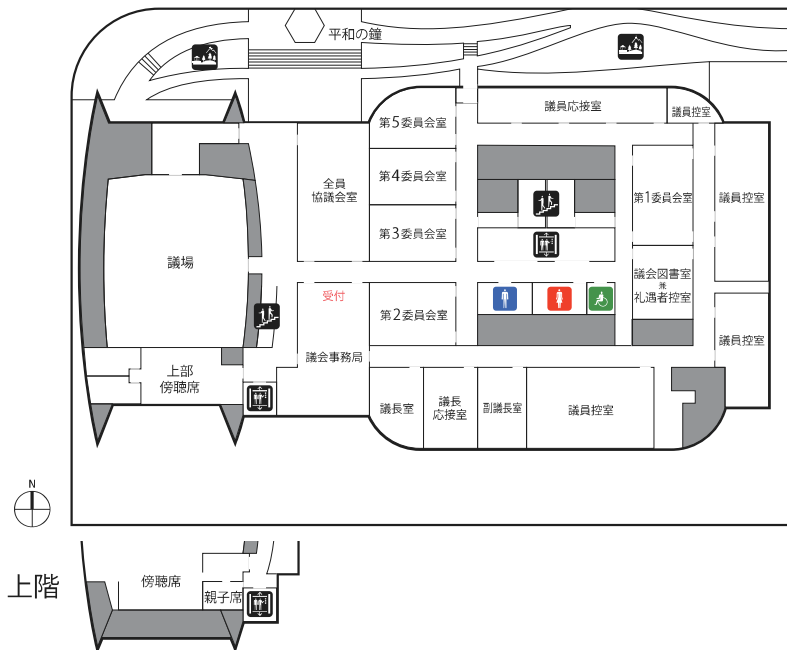 平和の鐘
第5委員会室
議員応接室
議員控室
第4委員会室
全員
協議会室
第3委員会室
第1委員会室
議員控室
議場
議会図書室
兼
礼遇者控室
受付
第2委員会室
議会事務局
議員控室
上部
傍聴席
議長室
議長
応接室
副議長室
議員控室
N
上階
傍聴席
親子席